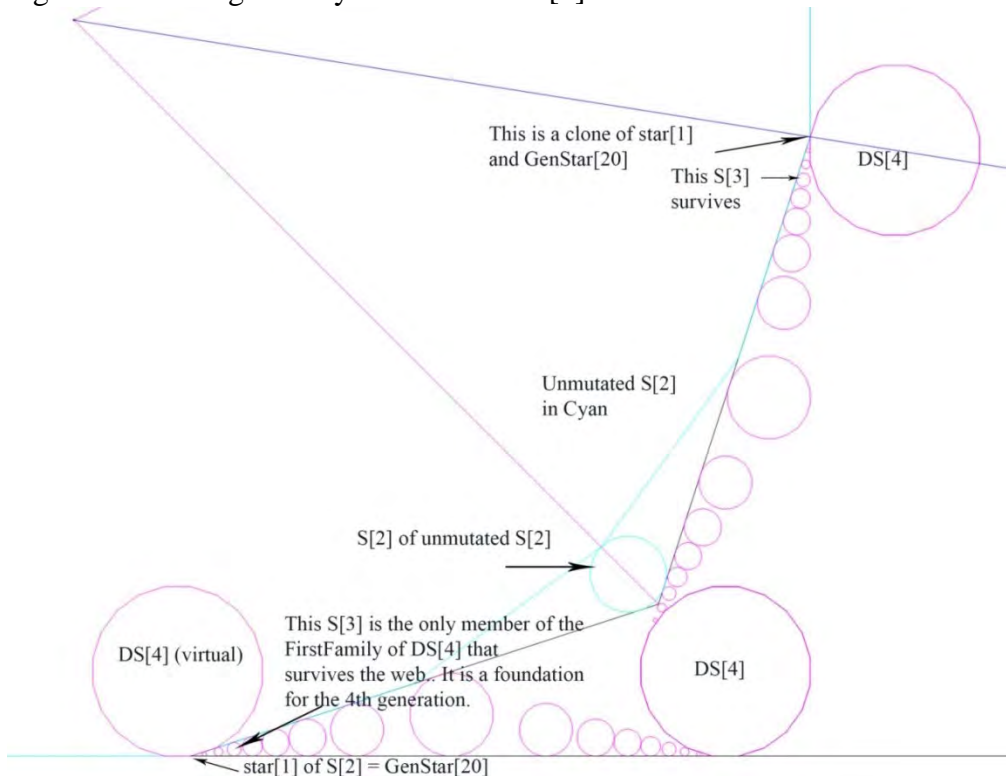 This is a clone of star[1]
and GenStar[20]
DS[4]
This S[3]
survives
Unmutated S[2]
in Cyan
S[2] of unmutated S[2]
This S[3] is the only member of the
FirstFamily of DS[4] that
survives the web.. It is a foundation
for the 4th generation.
DS[4] (virtual)
DS[4]
star[1] of S[2] = GenStar[20]